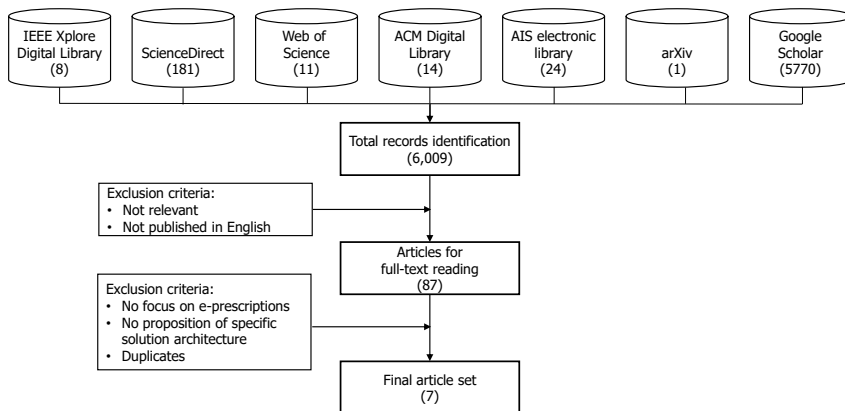 IEEE Xplore
Digital Library
(8)
ScienceDirect
(181)
Web of
Science
(11)
ACM Digital
Library
(14)
AIS electronic
library
(24)
arXiv
(1)
Google
Scholar
(5770)
Total records identification
(6,009)
Exclusion criteria:
• Not relevant
• Not published in English
Articles for
full-text reading
(87)
Exclusion criteria:
• No focus on e-prescriptions
• No proposition of specific
solution architecture
• Duplicates
Final article set
(7)